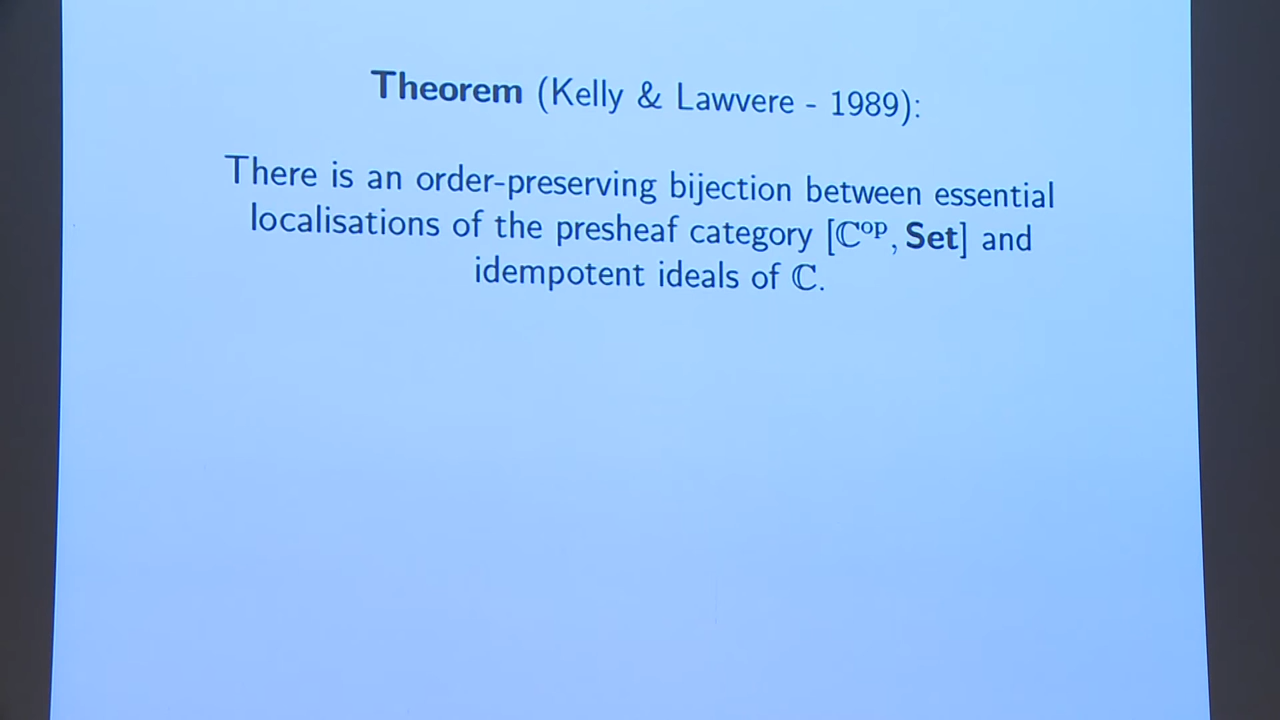 Theorem (Kelly & Lawvere - 1989):
There is an order-preserving bijection between essential
localisations of the presheaf category [ℂᵒᵖ, Set] and
idempotent ideals of ℂ.